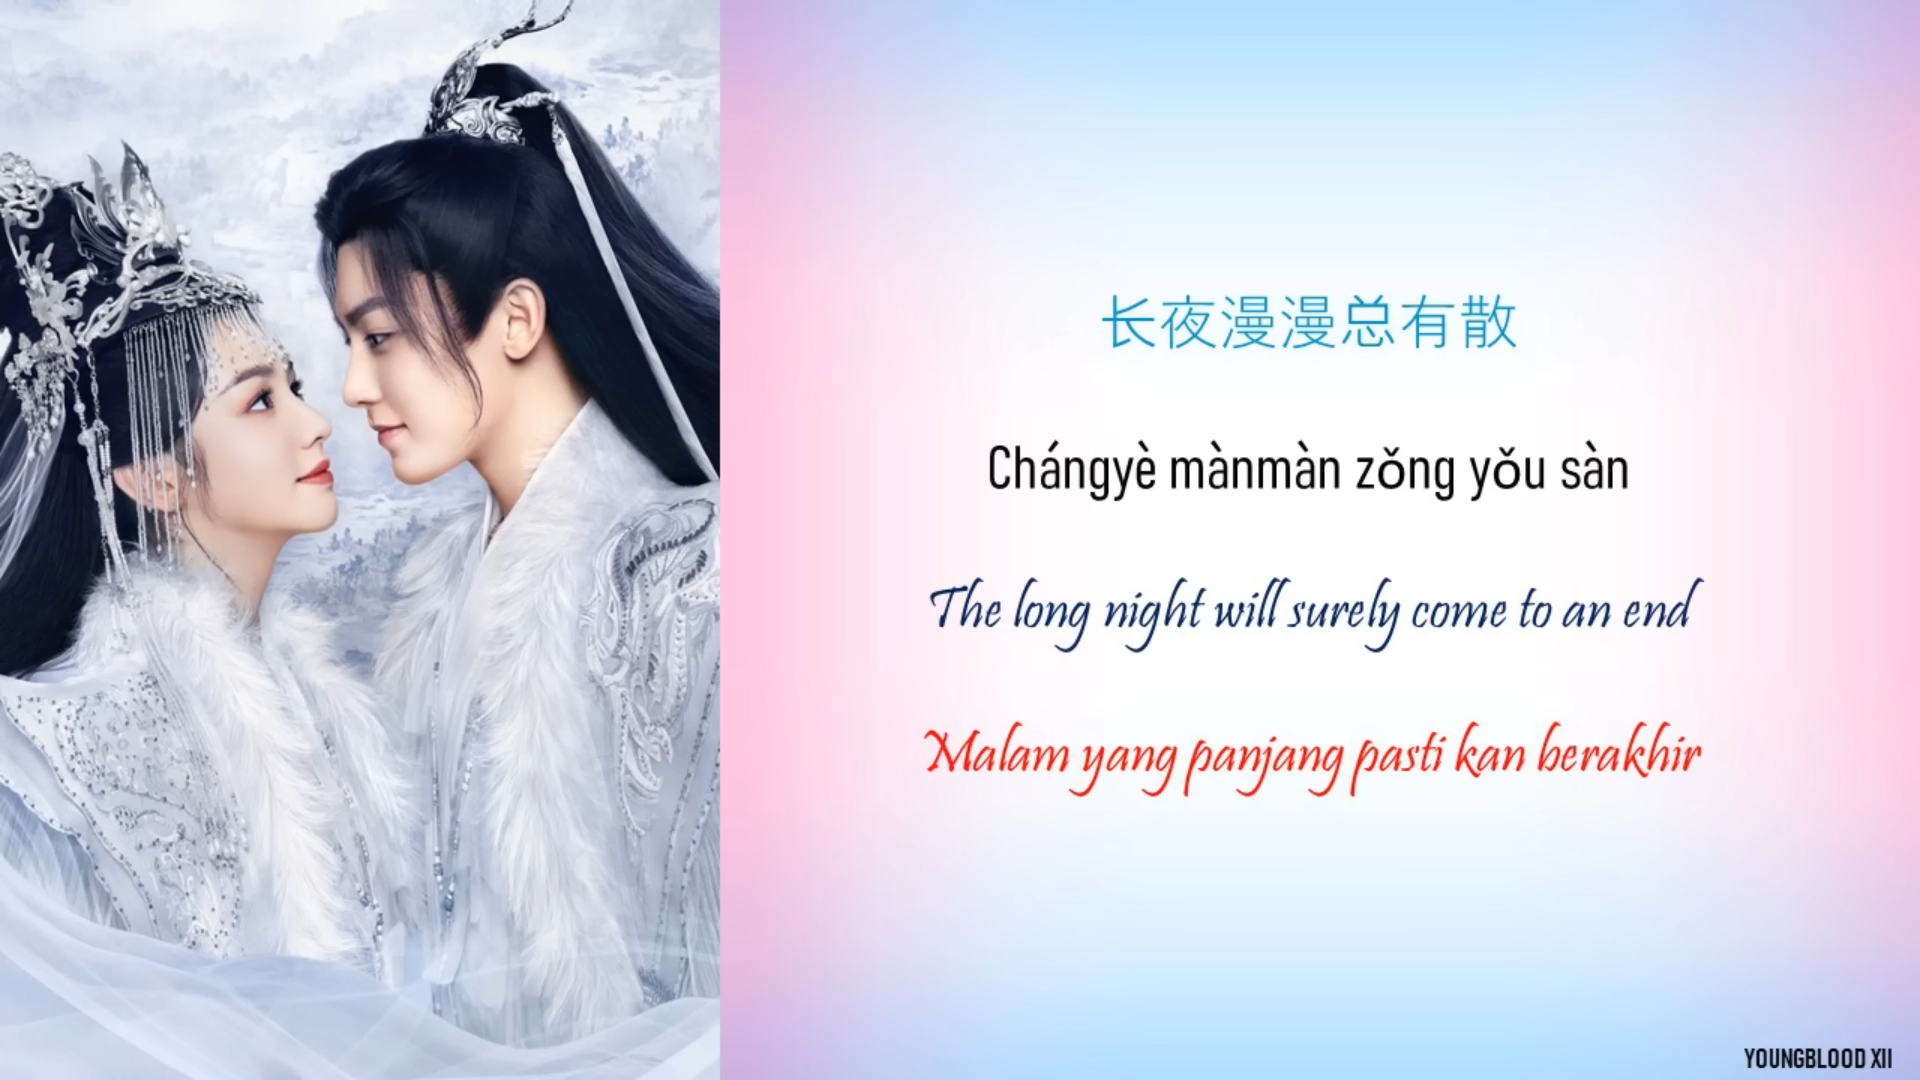 长夜漫漫总有散
Chángyè mànmàn zǒng yǒu sàn
The long night will surely come to an end
Malam yang panjang pasti kan berakhir
YOUNGBLOOD XII